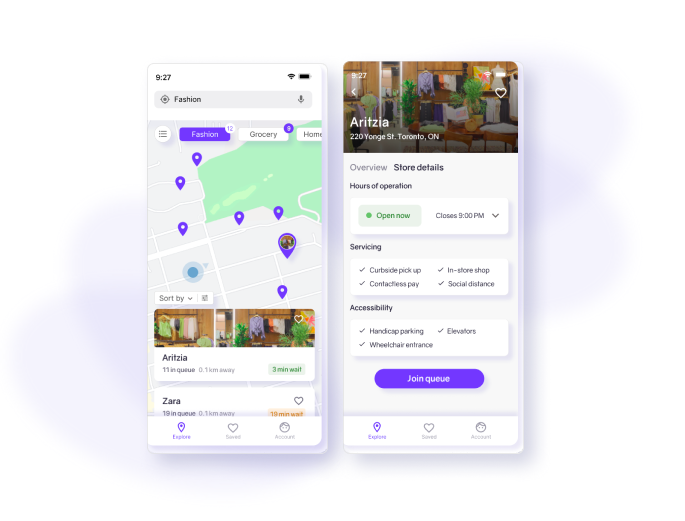 9:27
Fashion
Fashion 12
Grocery 9
Home
Sort by
Aritzia
11 in queue 0.1 km away
3 min wait
Zara
19 in queue 0.1 km away
19 min wait
Explore Saved Account
9:27
Aritzia
220 Yonge St. Toronto, ON
Overview Store details
Hours of operation
Open now Closes 9:00 PM
Servicing
Curbside pick up In-store shop
Contactless pay Social distance
Accessibility
Handicap parking Elevators
Wheelchair entrance
Join queue
Explore Saved Account